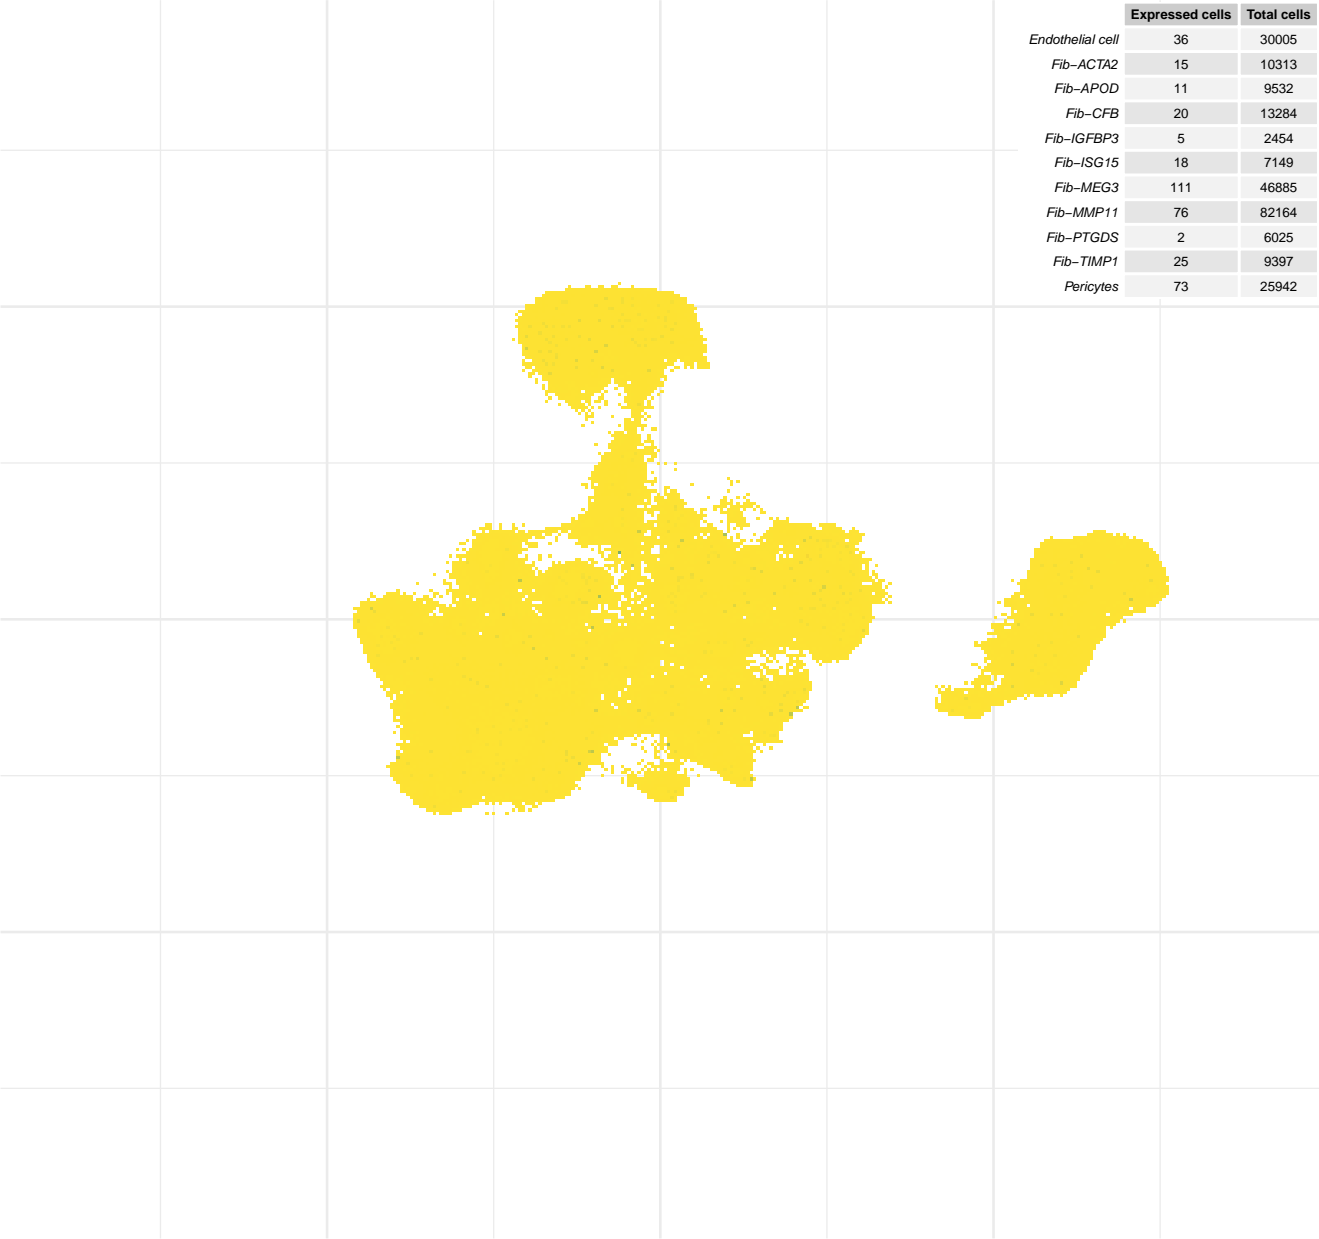 Expressed cells Total cells
Endothelial cell 36 30005
Fib−ACTA2 15 10313
Fib−APOD 11 9532
Fib−CFB 20 13284
Fib−IGFBP3 5 2454
Fib−ISG15 18 7149
Fib−MEG3 111 46885
Fib−MMP11 76 82164
Fib−PTGDS 2 6025
Fib−TIMP1 25 9397
Pericytes 73 25942